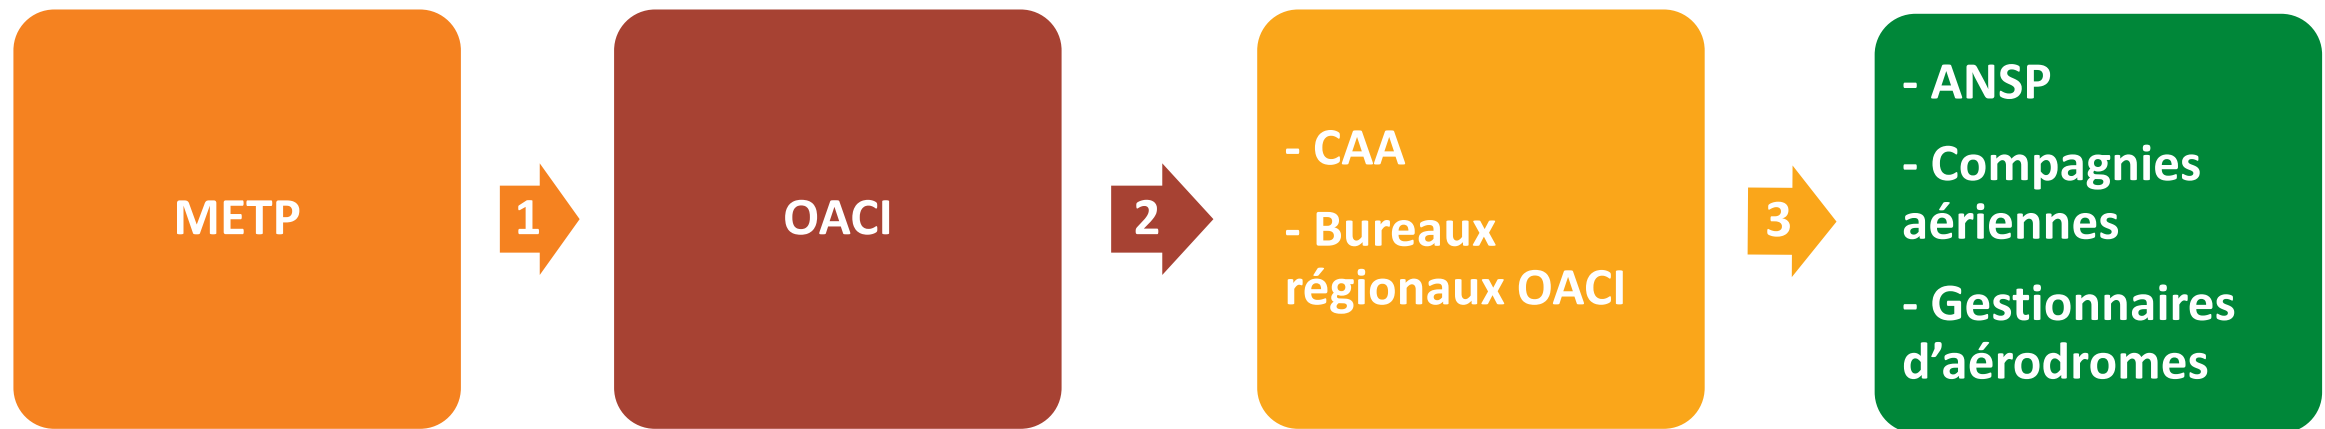 METP
1
OACI
2
- CAA
- Bureaux
régionaux OACI
3
- ANSP
- Compagnies
aériennes
- Gestionnaires
d’aérodromes